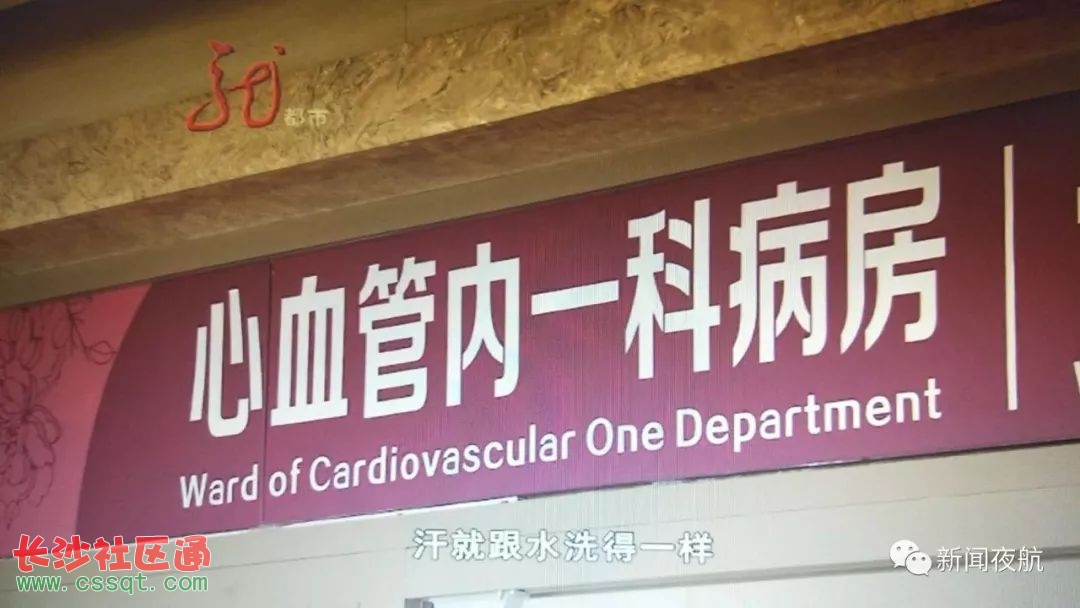 都市
心血管内一科病房
Ward of Cardiovascular One Department
汗就跟水洗得一样
长沙社区通
www.cssqt.com
新闻夜航